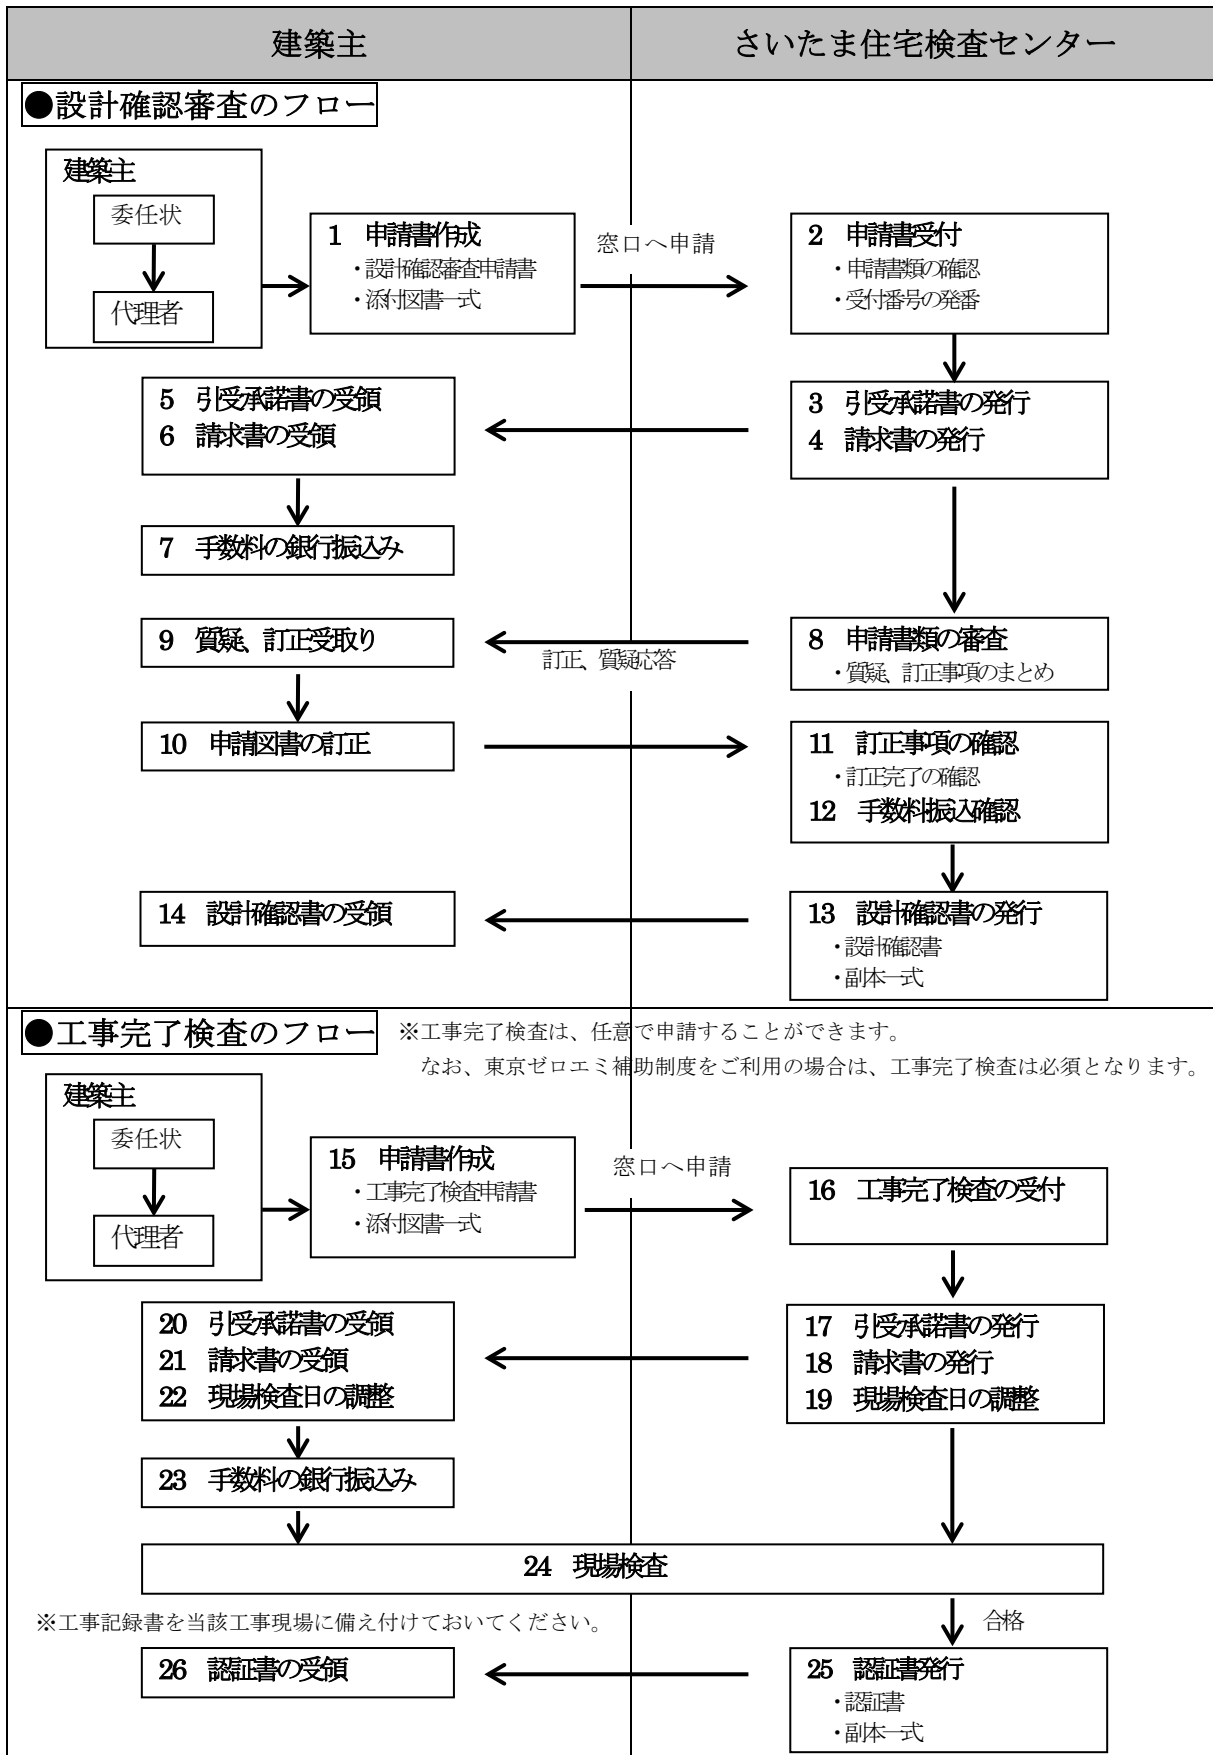 建築主
さいたま住宅検査センター
●設計確認審査のフロー
建築主
委任状
代理者
1 申請書作成
・設計確認審査申請書
・添付図書一式
窓口へ申請
2 申請書受付
・申請書類の確認
・受付番号の発番
3 引受承諾書の発行
4 請求書の発行
5 引受承諾書の受領
6 請求書の受領
7 手数料の銀行振込み
8 申請書類の審査
・質疑、訂正事項のまとめ
訂正、質疑応答
9 質疑、訂正受取り
10 申請図書の訂正
11 訂正事項の確認
・訂正完了の確認
12 手数料振込確認
13 設計確認書の発行
・設計確認書
・副本一式
14 設計確認書の受領
●工事完了検査のフロー
※工事完了検査は、任意で申請することができます。
なお、東京ゼロエミ補助制度をご利用の場合は、工事完了検査は必須となります。
建築主
委任状
代理者
15 申請書作成
・工事完了検査申請書
・添付図書一式
窓口へ申請
16 工事完了検査の受付
17 引受承諾書の発行
18 請求書の発行
19 現場検査日の調整
20 引受承諾書の受領
21 請求書の受領
22 現場検査日の調整
23 手数料の銀行振込み
24 現場検査
※工事記録書を当該工事現場に備え付けておいてください。
合格
25 認証書発行
・認証書
・副本一式
26 認証書の受領